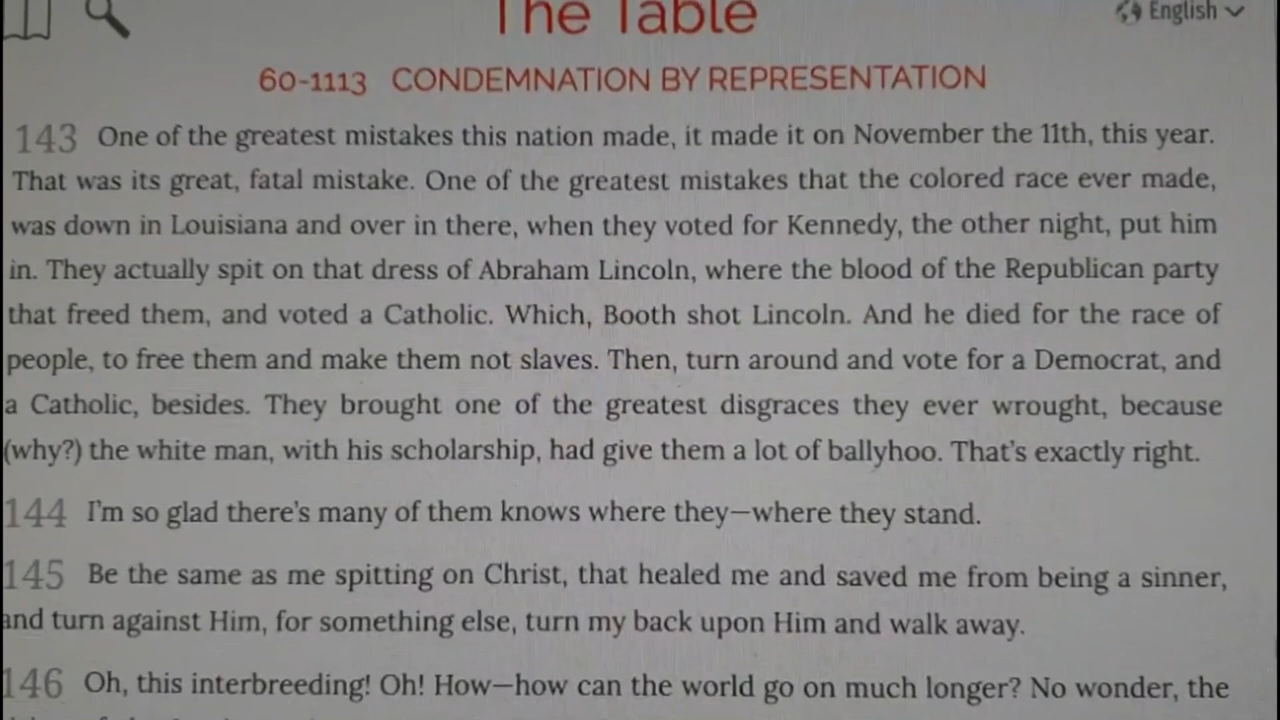 The Table
English
60-1113 CONDEMNATION BY REPRESENTATION
143 One of the greatest mistakes this nation made, it made it on November the 11th, this year.
That was its great, fatal mistake. One of the greatest mistakes that the colored race ever made,
was down in Louisiana and over in there, when they voted for Kennedy, the other night, put him
in. They actually spit on that dress of Abraham Lincoln, where the blood of the Republican party
that freed them, and voted a Catholic. Which, Booth shot Lincoln. And he died for the race of
people, to free them and make them not slaves. Then, turn around and vote for a Democrat, and
a Catholic, besides. They brought one of the greatest disgraces they ever wrought, because
(why?) the white man, with his scholarship, had give them a lot of ballyhoo. That's exactly right.
144 I'm so glad there's many of them knows where they—where they stand.
145 Be the same as me spitting on Christ, that healed me and saved me from being a sinner,
and turn against Him, for something else, turn my back upon Him and walk away.
146 Oh, this interbreeding! Oh! How—how can the world go on much longer? No wonder, the